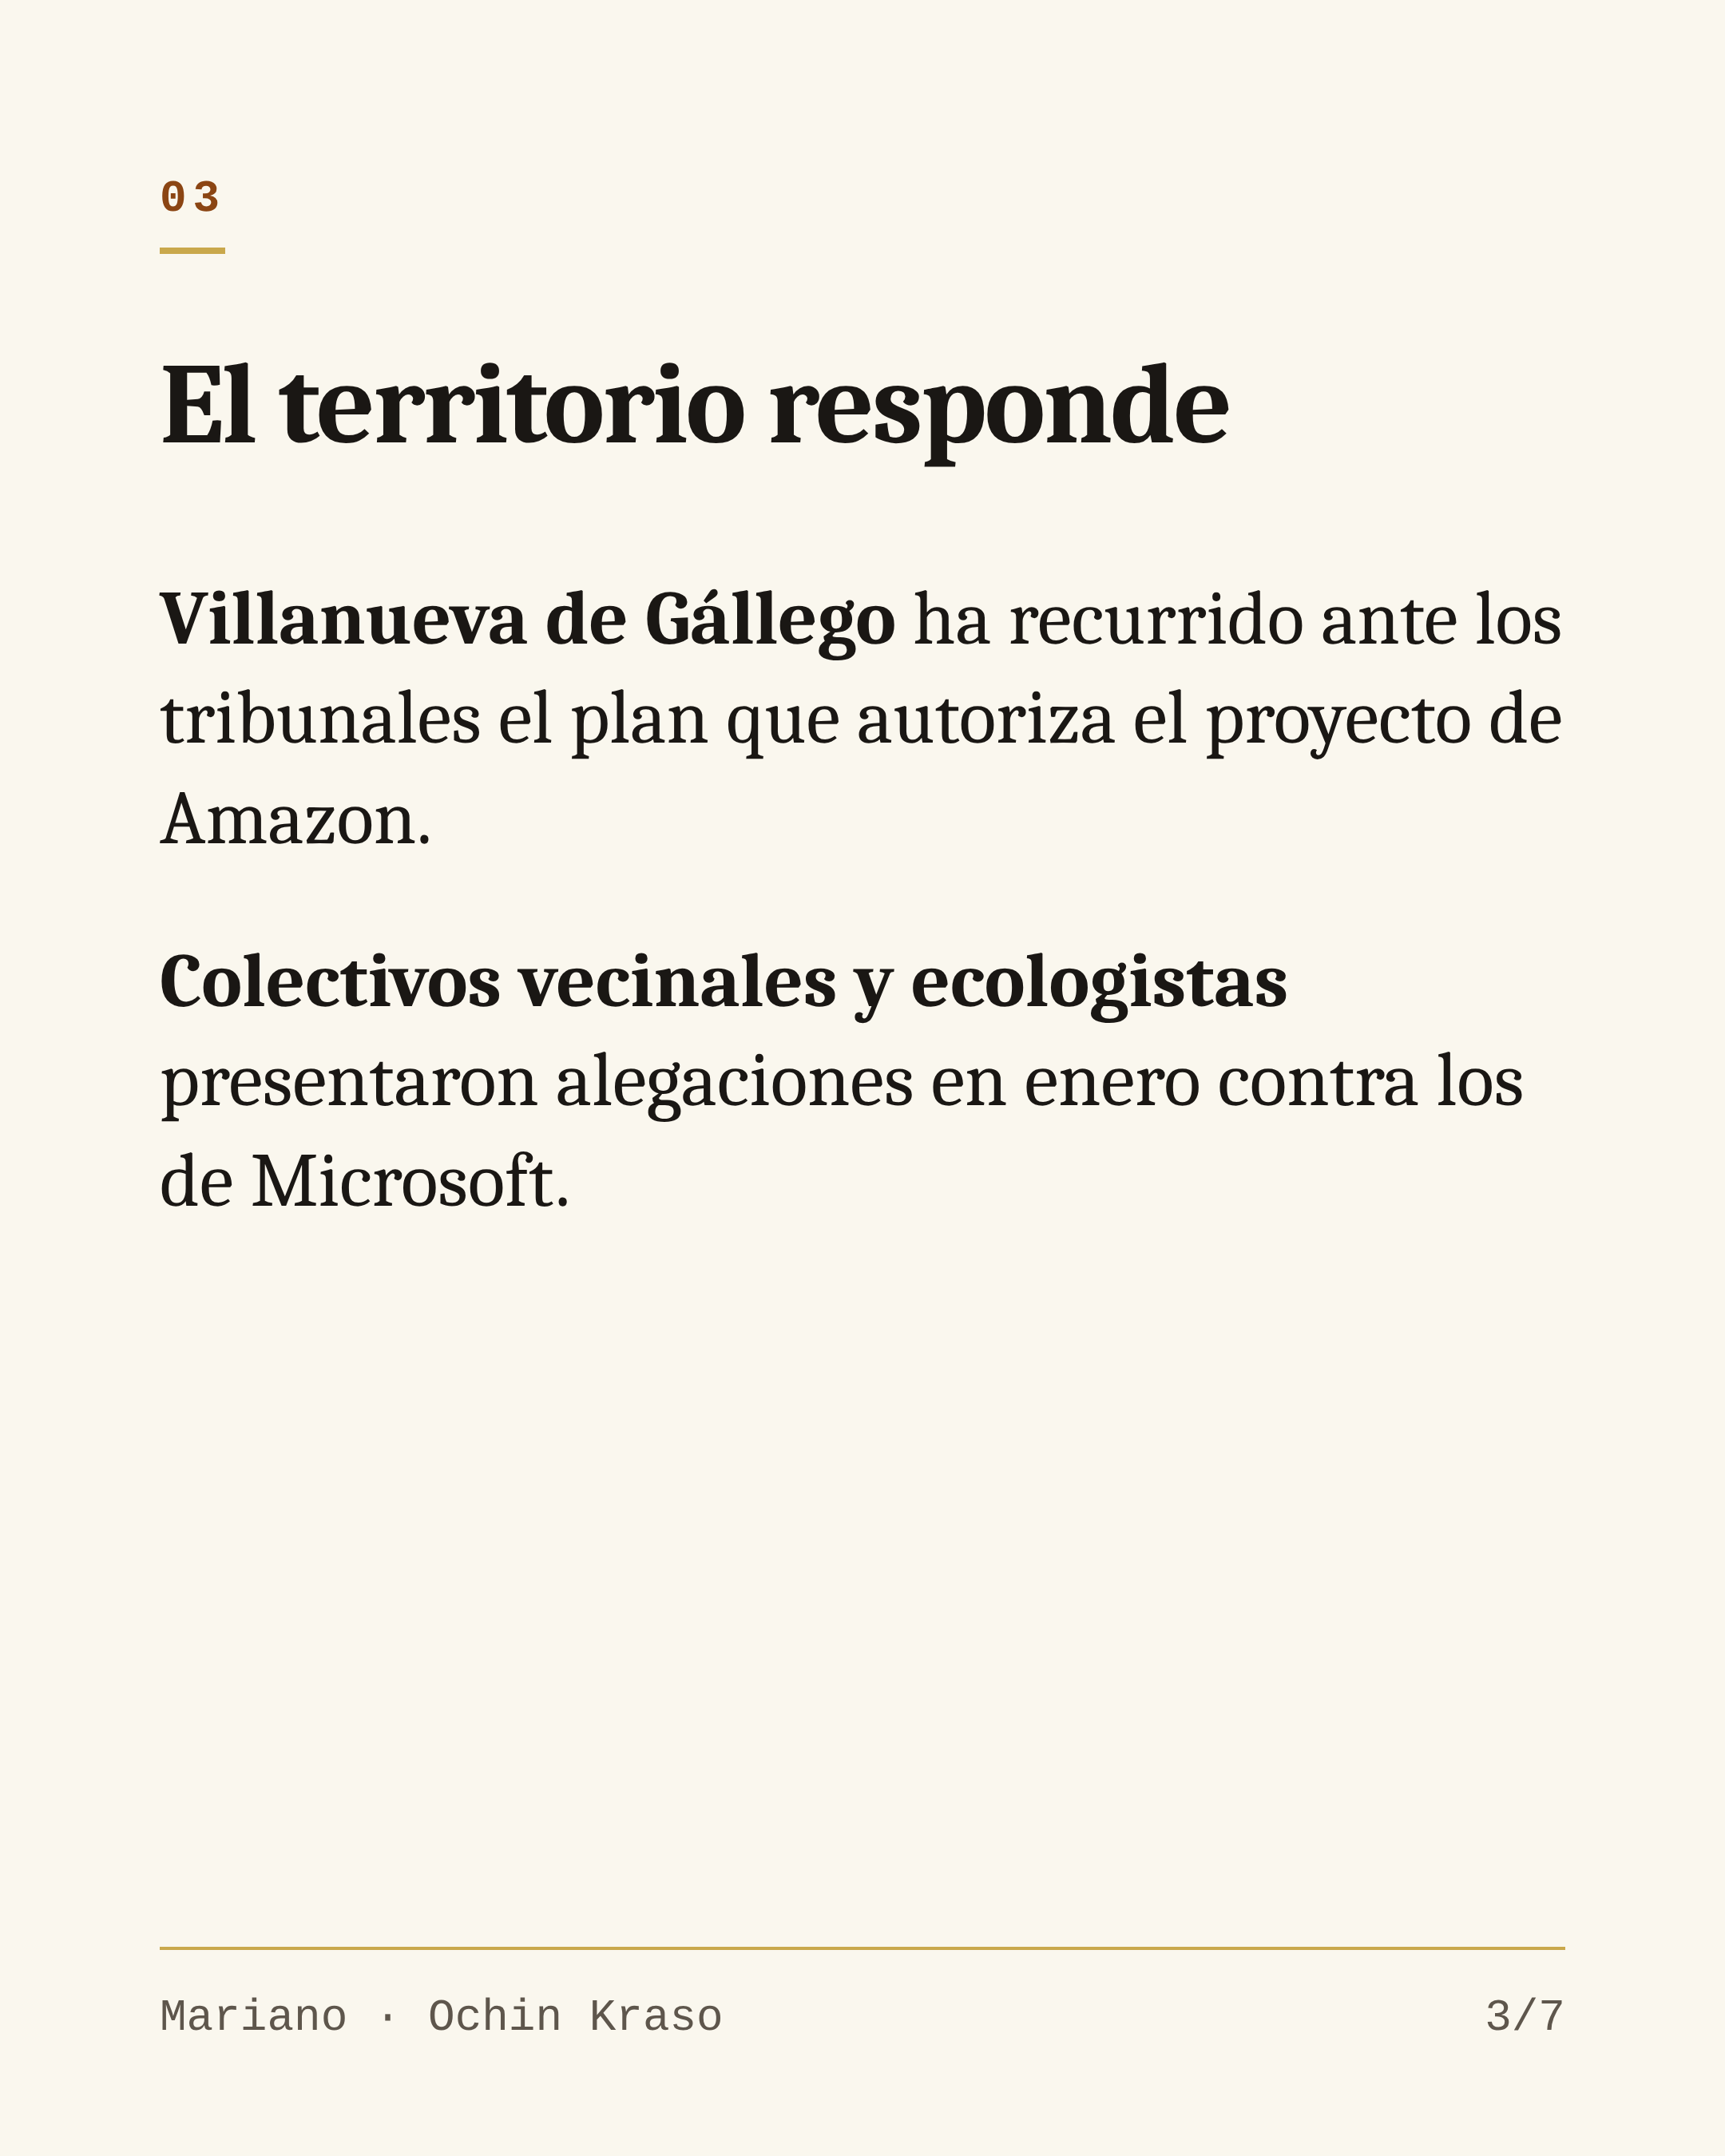 03
El territorio responde
Villanueva de Gállego ha recurrido ante los
tribunales el plan que autoriza el proyecto de
Amazon.
Colectivos vecinales y ecologistas
presentaron alegaciones en enero contra los
de Microsoft.
Mariano · Ochin Kraso
3/7